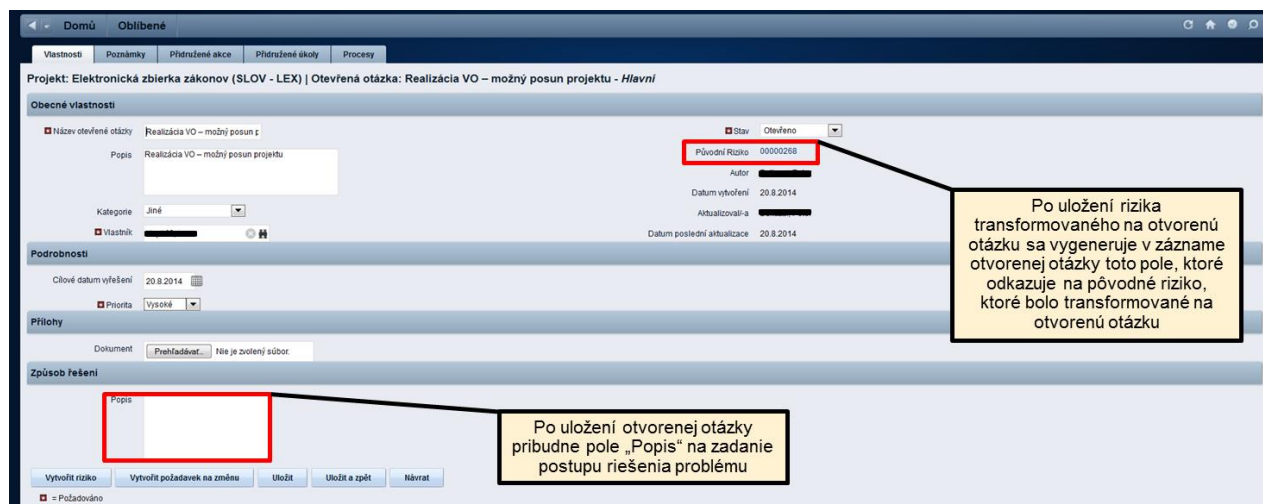 Domů Oblíbené
Vlastnosti Poznámky Přidružené akce Přidružené úkoly Procesy
Projekt: Elektronická zbierka zákonov (SLOV - LEX) | Otevřená otázka: Realizácia VO – možný posun projektu - Hlavní
Obecné vlastnosti
Název otevřené otázky Realizácia VO – možný posun p
Popis Realizácia VO – možný posun projektu
Kategorie Jiné
Vlastník
Stav Otevřeno
Původní Riziko 00000268
Autor
Datum vytvoření 20.8.2014
Aktualizoval/-a
Datum poslední aktualizace 20.8.2014
Po uložení rizika
transformovaného na otvorenú
otázku sa vygeneruje v zázname
otvorenej otázky toto pole, ktoré
odkazuje na pôvodné riziko,
ktoré bolo transformované na
otvorenú otázku
Podrobnosti
Cílové datum vyřešení 20.8.2014
Priorita Vysoké
Přílohy
Dokument Prehľadávať... Nie je zvolený súbor.
Způsob řešení
Popis
Po uložení otvorenej otázky
pribudne pole „Popis“ na zadanie
postupu riešenia problému
Vytvořit riziko Vytvořit požadavek na změnu Uložit Uložit a zpět Návrat
= Požadováno